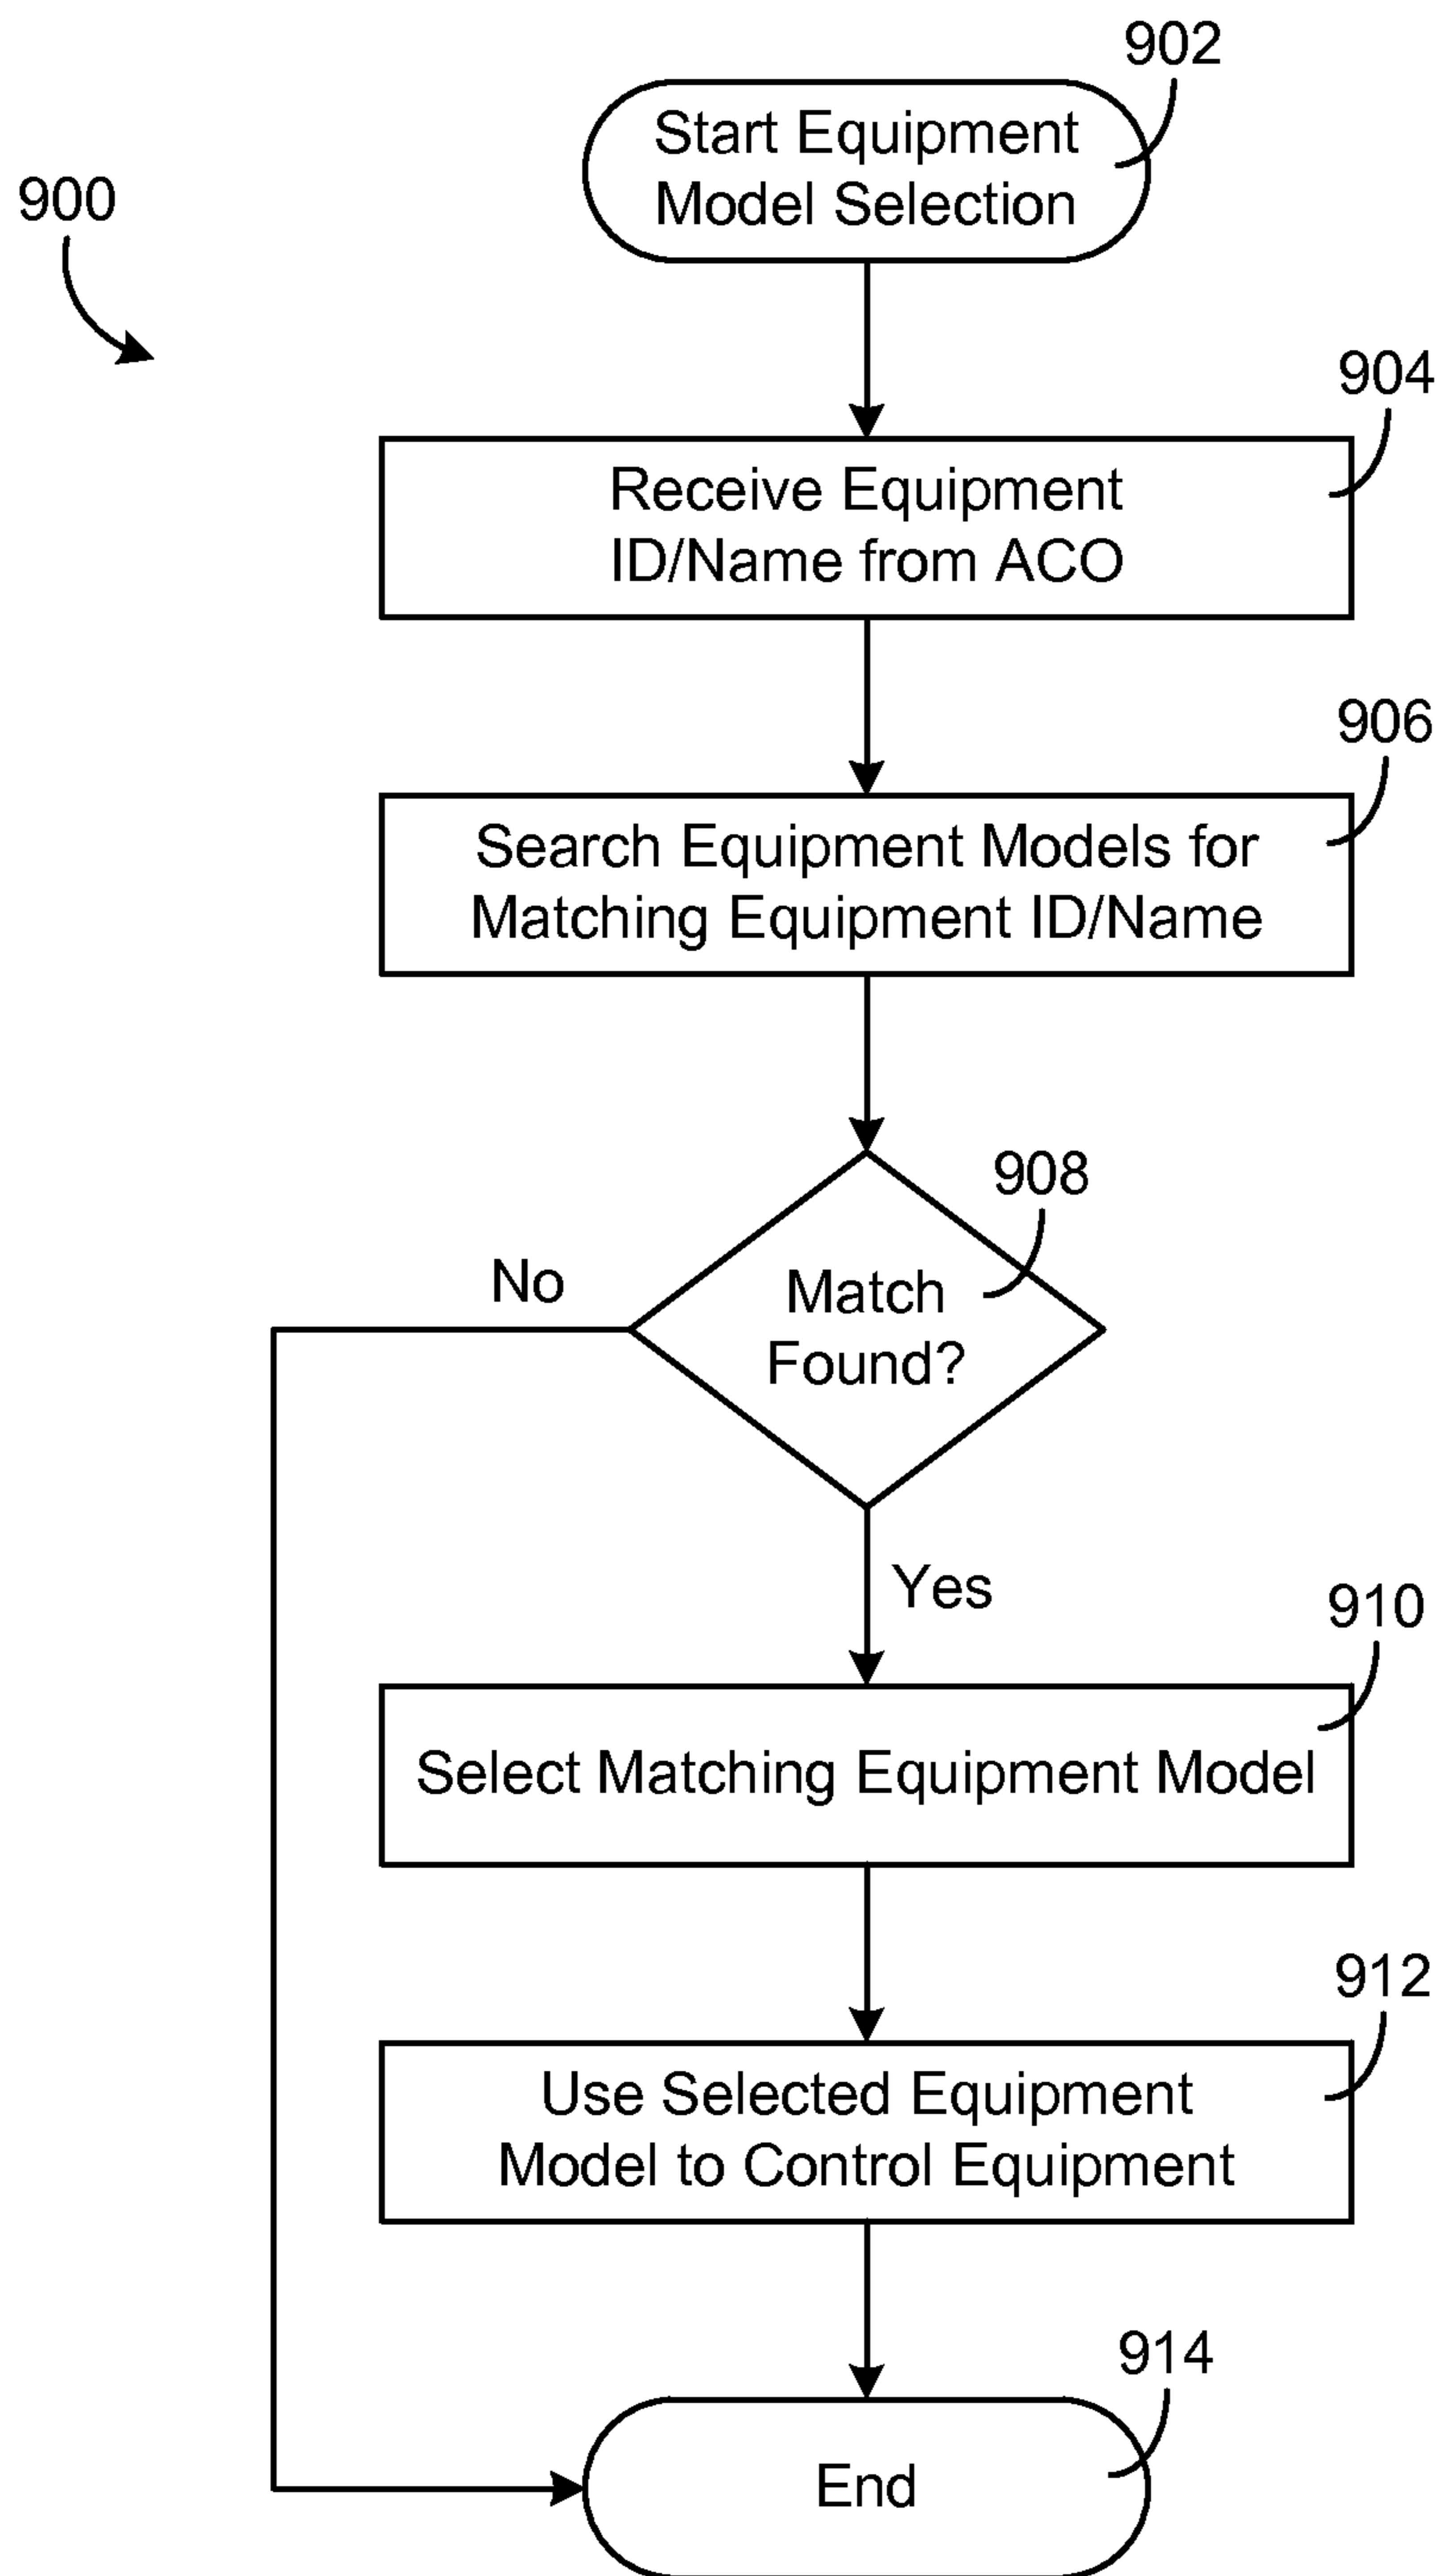 902
Start Equipment
Model Selection
900
904
Receive Equipment
ID/Name from ACO
906
Search Equipment Models for
Matching Equipment ID/Name
908
No
Match
Found?
Yes
910
Select Matching Equipment Model
912
Use Selected Equipment
Model to Control Equipment
914
End